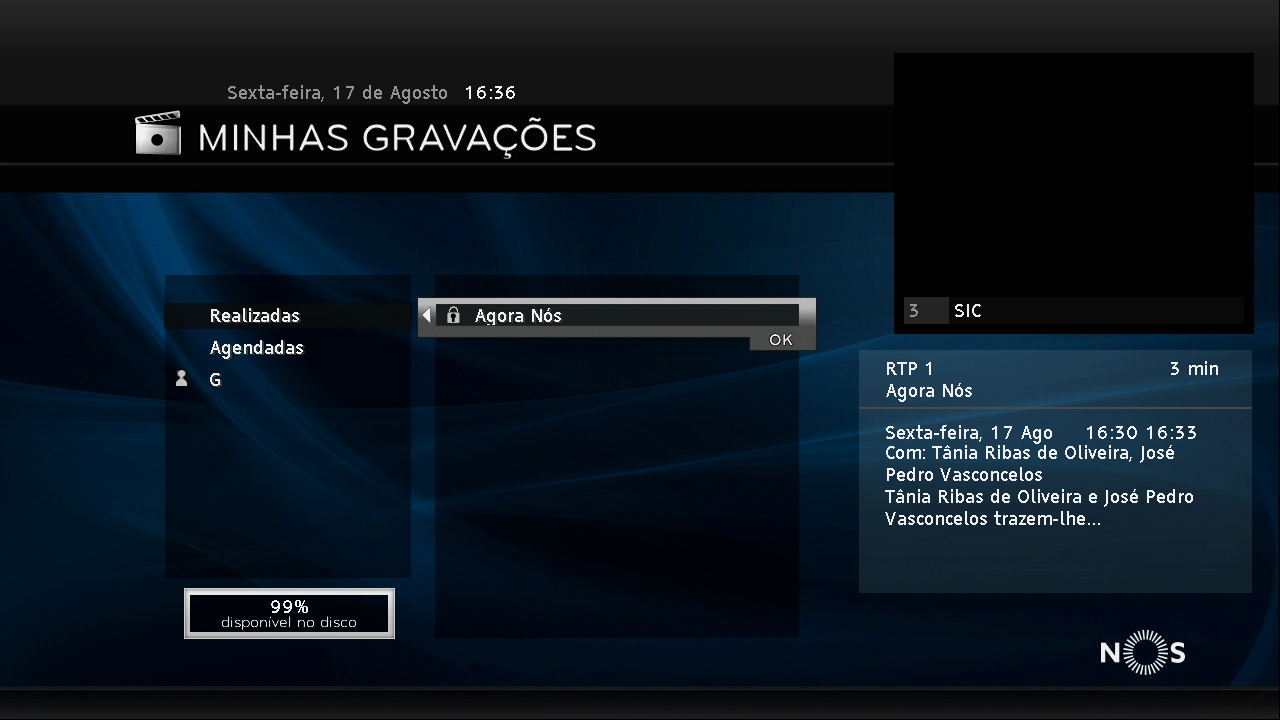 Sexta-feira, 17 de Agosto 16:36
MINHAS GRAVAÇÕES
Realizadas
Agendadas
G
Agora Nós
OK
3 SIC
RTP 1 3 min
Agora Nós
Sexta-feira, 17 Ago 16:30 16:33
Com: Tânia Ribas de Oliveira, José
Pedro Vasconcelos
Tânia Ribas de Oliveira e José Pedro
Vasconcelos trazem-lhe...
99%
disponível no disco
NOS